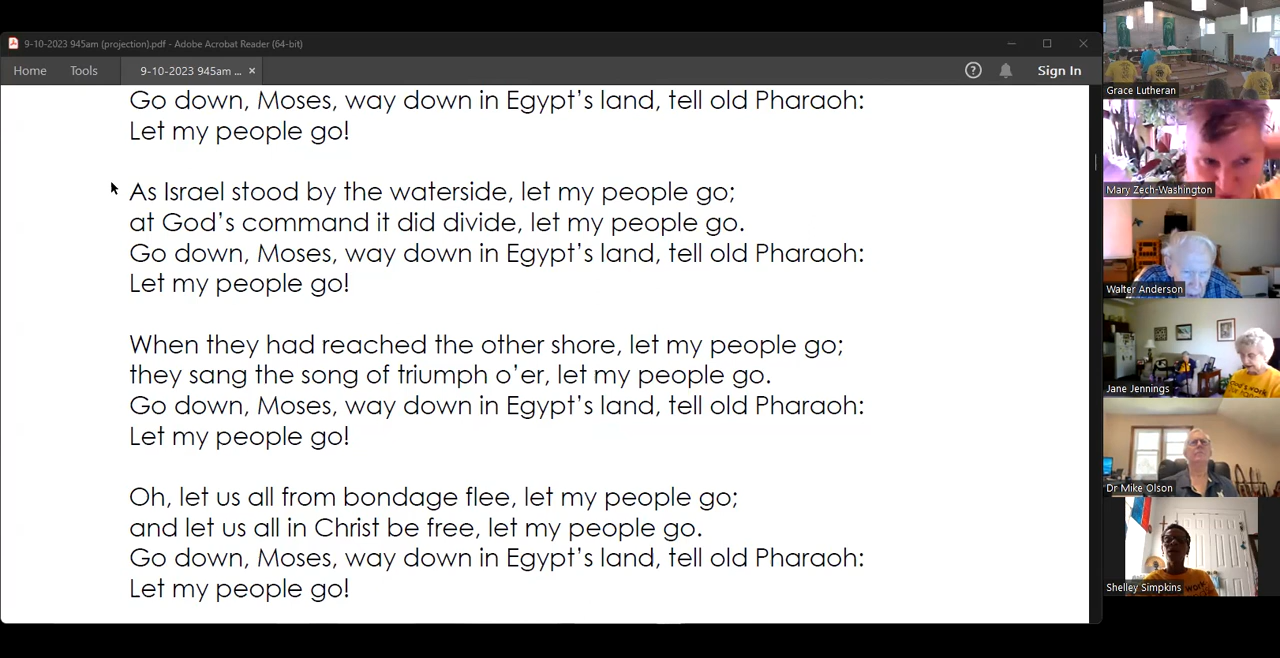 9-10-2023 945am (projection).pdf - Adobe Acrobat Reader (64-bit)
Home Tools 9-10-2023 945am ... × Sign In
Go down, Moses, way down in Egypt’s land, tell old Pharaoh:
Let my people go!
As Israel stood by the waterside, let my people go;
at God’s command it did divide, let my people go.
Go down, Moses, way down in Egypt’s land, tell old Pharaoh:
Let my people go!
When they had reached the other shore, let my people go;
they sang the song of triumph o’er, let my people go.
Go down, Moses, way down in Egypt’s land, tell old Pharaoh:
Let my people go!
Oh, let us all from bondage flee, let my people go;
and let us all in Christ be free, let my people go.
Go down, Moses, way down in Egypt’s land, tell old Pharaoh:
Let my people go!
Grace Lutheran
Mary Zech-Washington
Walter Anderson
Jane Jennings
Dr Mike Olson
Shelley Simpkins